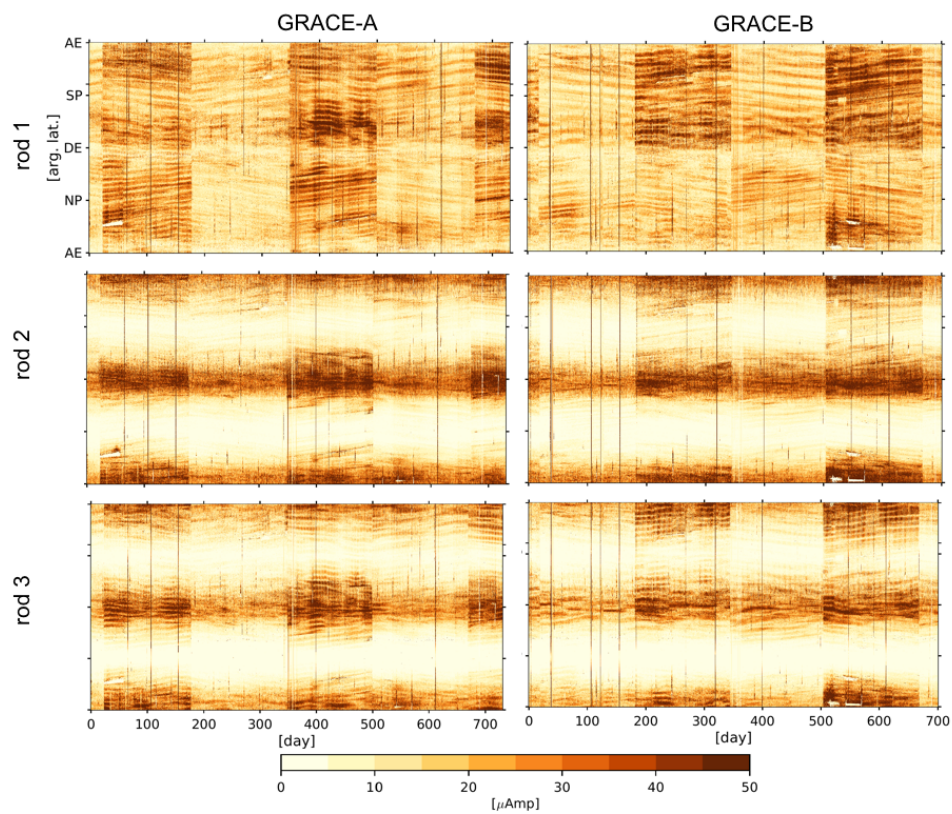 GRACE-A GRACE-B
AE
SP
DE
NP
AE
rod 1
[arg. lat.]
rod 2
rod 3
0 100 200 300 400 500 600 700
0 100 200 300 400 500 600 700
[day] [day]
0 10 20 30 40 50
[μAmp]